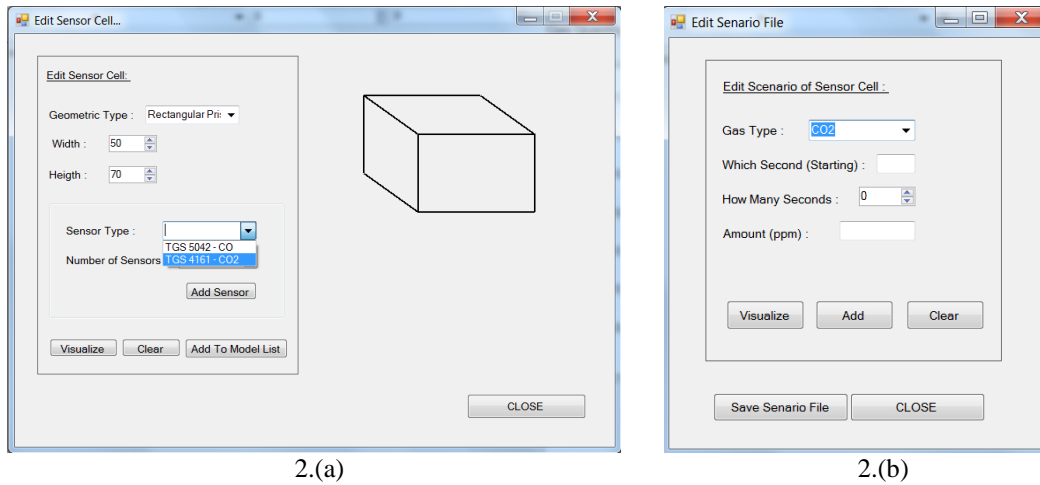 Edit Sensor Cell...
Edit Sensor Cell:
Geometric Type : Rectangular Pri:
Width : 50
Heigth : 70
Sensor Type :
TGS 5042 - CO
Number of Sensors TGS 4161 - CO2
Add Sensor
Visualize Clear Add To Model List
CLOSE
2.(a)
Edit Senario File
Edit Scenario of Sensor Cell :
Gas Type : CO2
Which Second (Starting) :
How Many Seconds : 0
Amount (ppm) :
Visualize Add Clear
Save Senario File CLOSE
2.(b)